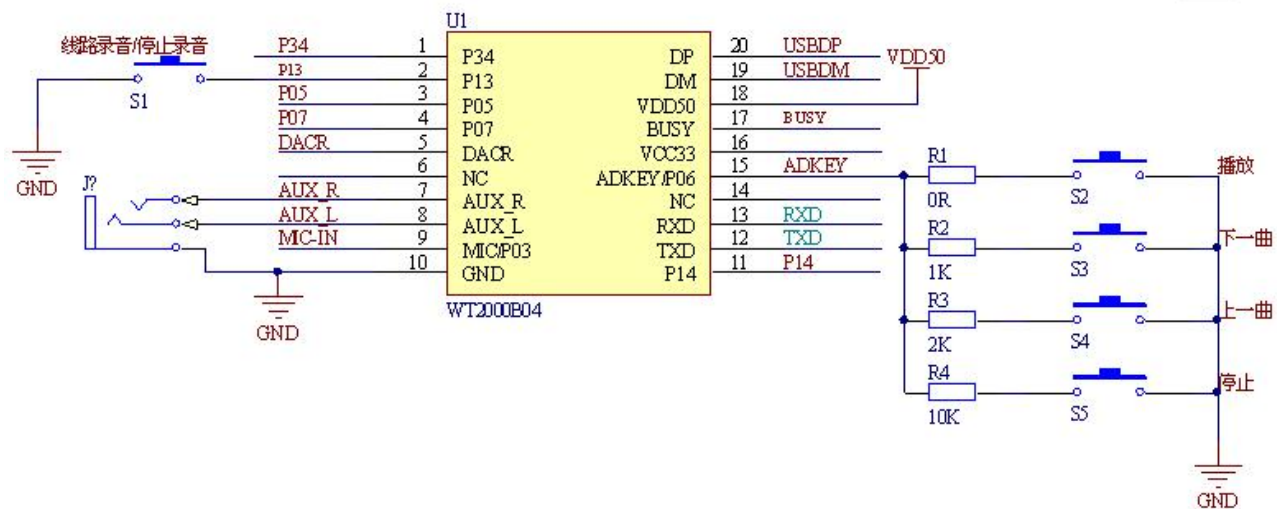 U1
线路录音/停止录音
P34 1 P34 DP 20 USBDP
VDD50
P13 2 P13 DM 19 USBDM
S1
P05 3 P05 VDD50 18
P07 4 P07 BUSY 17 BUSY
DACR 5 DACR VCC33 16
6 NC ADKEY/P06 15 ADKEY
AUX_R 7 AUX_R NC 14
AUX_L 8 AUX_L RXD 13 RXD
MIC-IN 9 MIC/P03 TXD 12 TXD
10 GND P14 11 P14
WT2000B04
GND
J?
GND
R1
播放
0R
S2
R2
下一曲
1K
S3
R3
上一曲
2K
S4
R4
停止
10K
S5
GND